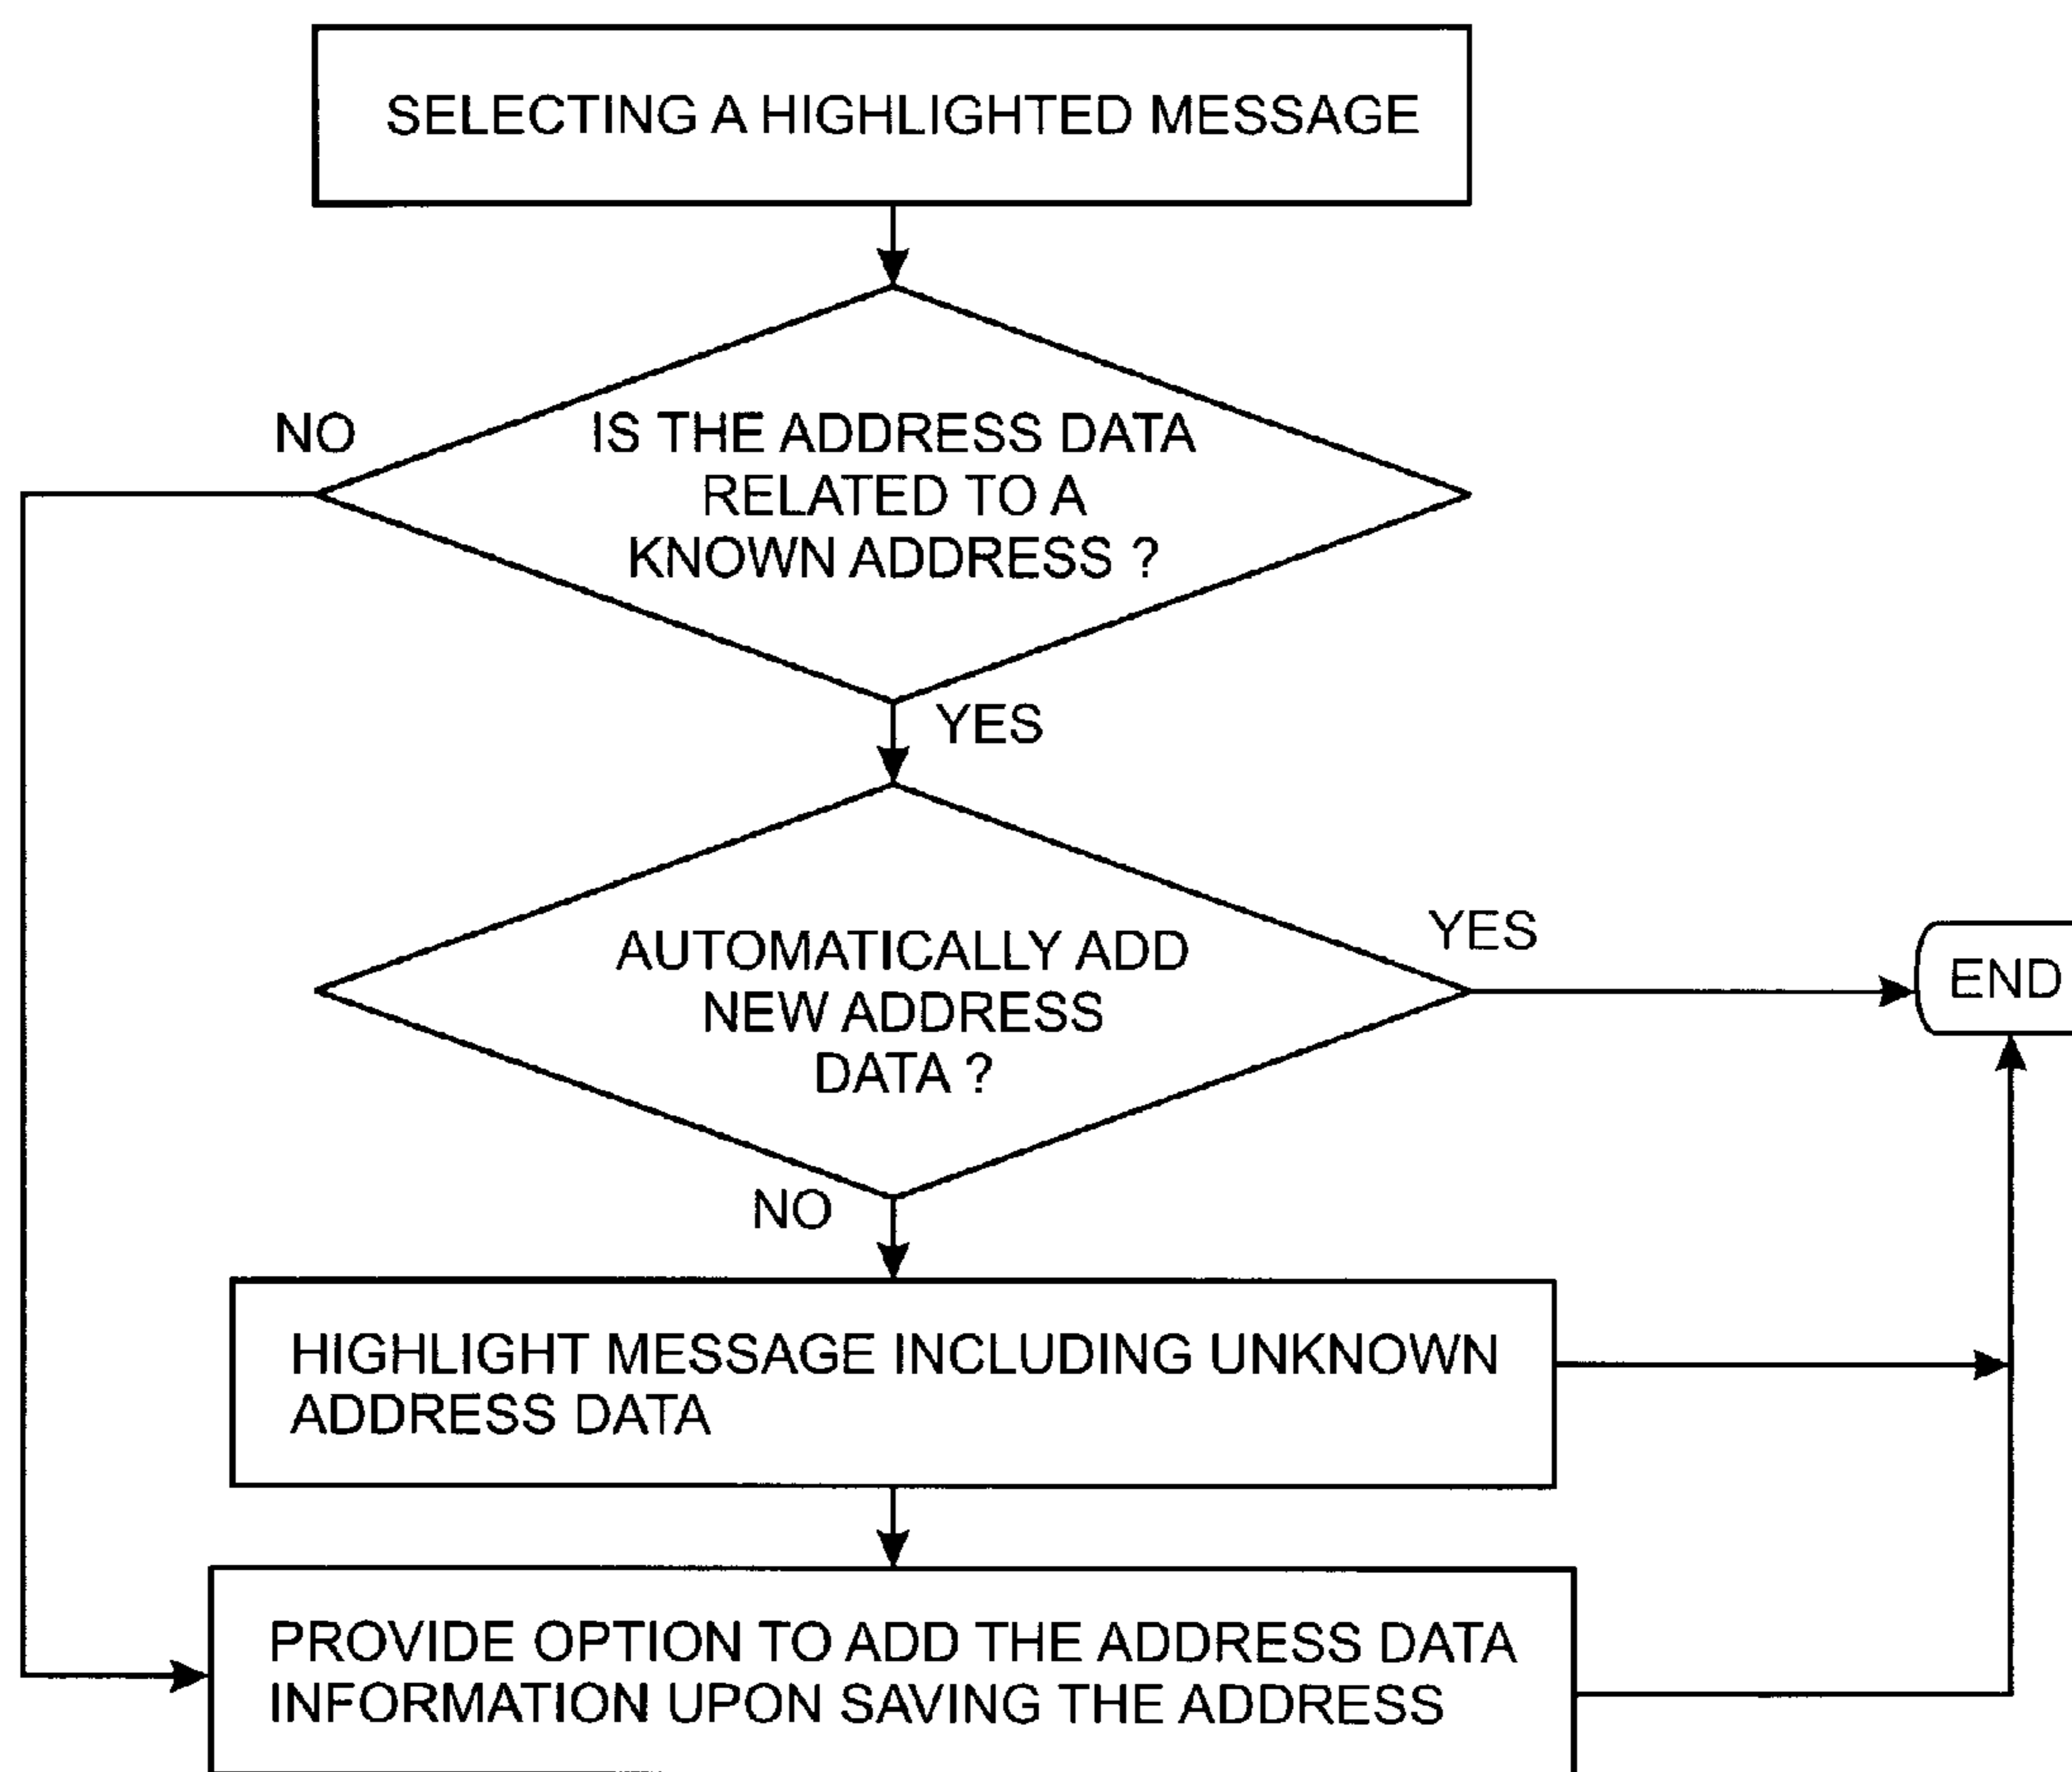 SELECTING A HIGHLIGHTED MESSAGE
NO
IS THE ADDRESS DATA
RELATED TO A
KNOWN ADDRESS ?
YES
AUTOMATICALLY ADD
NEW ADDRESS
DATA ?
YES
END
NO
HIGHLIGHT MESSAGE INCLUDING UNKNOWN
ADDRESS DATA
PROVIDE OPTION TO ADD THE ADDRESS DATA
INFORMATION UPON SAVING THE ADDRESS